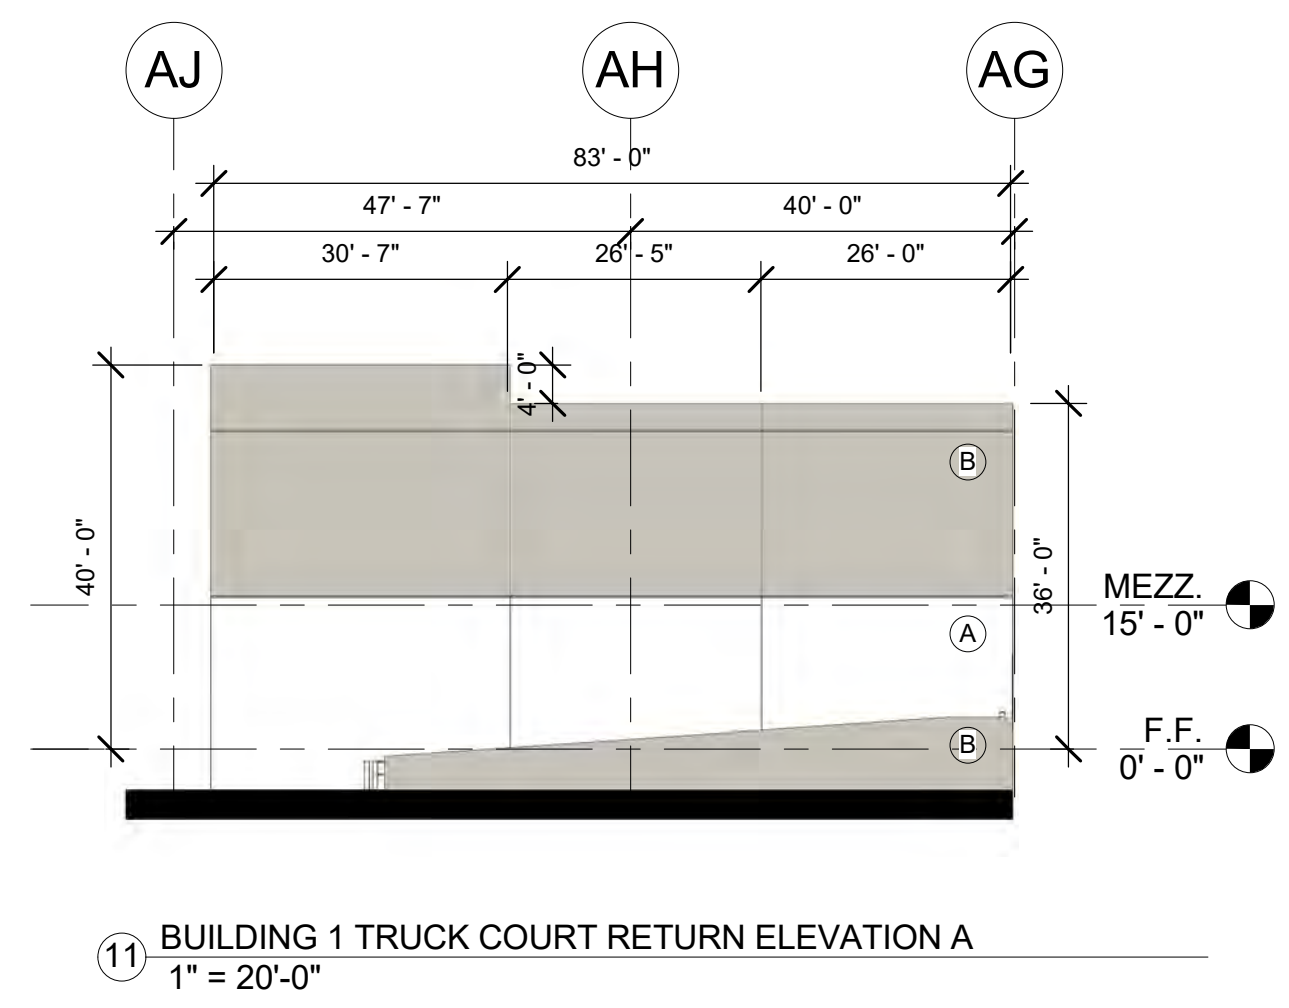 AJ AH AG
83' - 0"
47' - 7" 40' - 0"
30' - 7" 26' - 5" 26' - 0"
4' - 0"
B
40' - 0"
36' - 0"
MEZZ.
15' - 0"
A
F.F.
0' - 0"
B
11 BUILDING 1 TRUCK COURT RETURN ELEVATION A
1" = 20'-0"